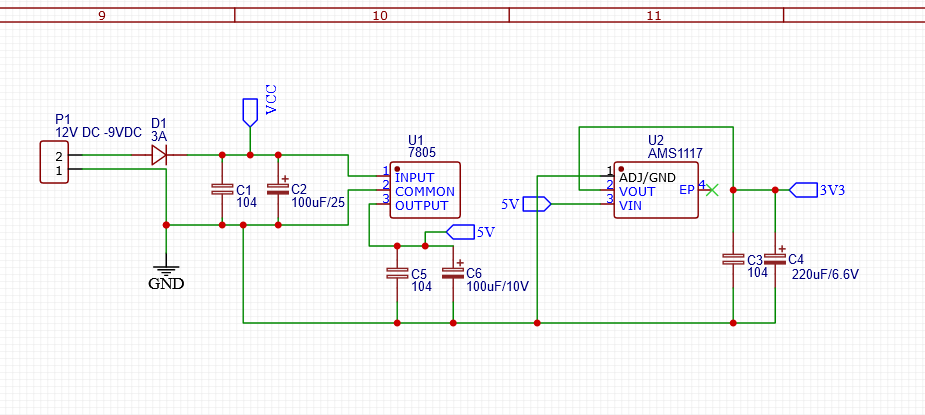 9
10
11
P1
12V DC -9VDC
2
1
D1
3A
VCC
C1
104
C2
100uF/25
GND
U1
7805
1
INPUT
2
COMMON
3
OUTPUT
5V
C5
104
C6
100uF/10V
U2
AMS1117
1
ADJ/GND
2
VOUT
3
VIN
EP
4
5V
3V3
C3
104
C4
220uF/6.6V